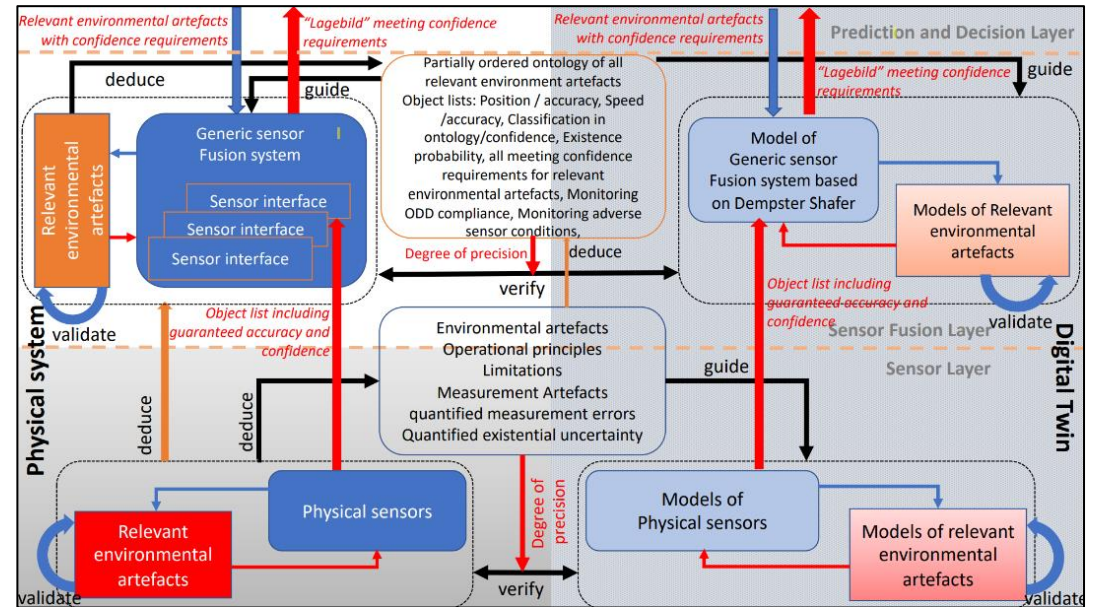 Relevant environmental artefacts
with confidence requirements
"Lagebild" meeting confidence
requirements
Relevant environmental artefacts
with confidence requirements
Prediction and Decision Layer
deduce
guide
Partially ordered ontology of all
relevant environment artefacts
Object lists: Position / accuracy, Speed
/accuracy, Classification in
ontology/confidence, Existence
probability, all meeting confidence
requirements for relevant
environmental artefacts, Monitoring
ODD compliance, Monitoring adverse
sensor conditions,
"Lagebild" meeting confidence
requirements
guide
Relevant
environmental
artefacts
Generic sensor
Fusion system
Sensor interface
Sensor interface
Sensor interface
Model of
Generic sensor
Fusion system based
on Dempster Shafer
Models of Relevant
environmental
artefacts
Degree of precision
deduce
verify
validate
Object list including
guaranteed accuracy and
confidence
Object list including
guaranteed accuracy and
confidence
validate
Sensor Fusion Layer
Sensor Layer
Physical system
Digital Twin
Environmental artefacts
Operational principles
Limitations
Measurement Artefacts
quantified measurement errors
Quantified existential uncertainty
deduce
deduce
guide
Physical sensors
Relevant
environmental
artefacts
validate
Degree of
precision
verify
Models of
Physical sensors
Models of relevant
environmental
artefacts
validate